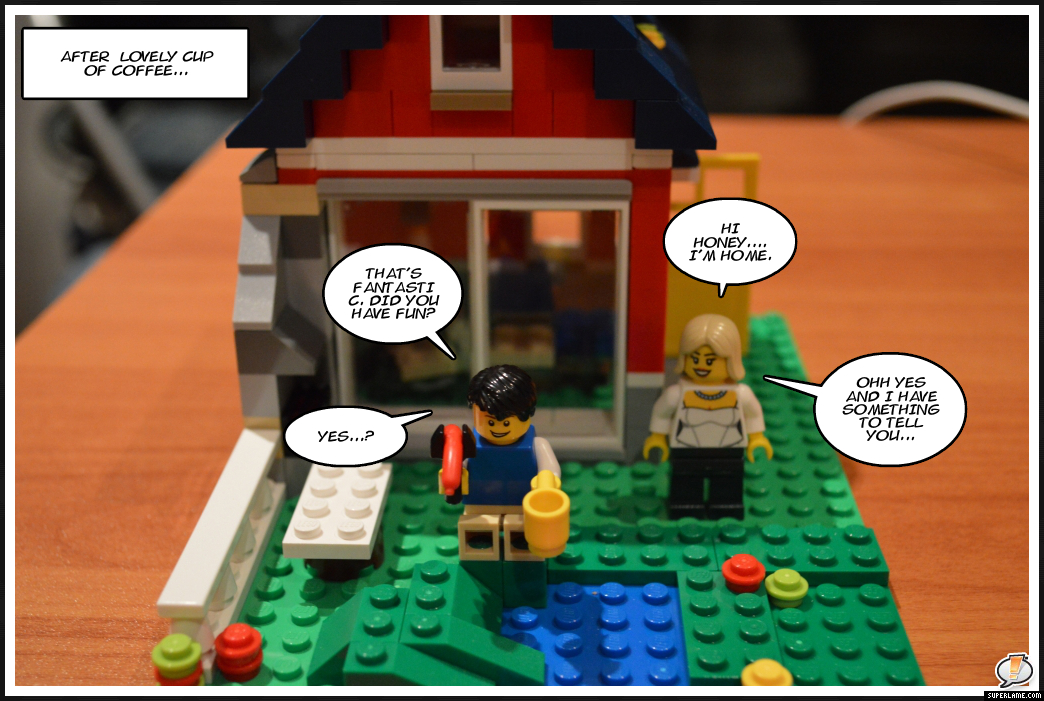 AFTER LOVELY CUP
OF COFFEE...
HI
HONEY....
I'M HOME.
THAT'S
FANTASTI
C. DID YOU
HAVE FUN?
OHH YES
AND I HAVE
SOMETHING
TO TELL
YOU...
YES...?
SUPERLAME.COM